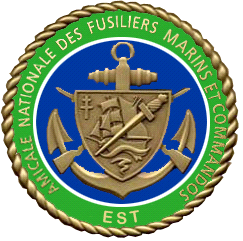 AMICALE NATIONALE DES FUSILIERS MARINS ET COMMANDOS
EST